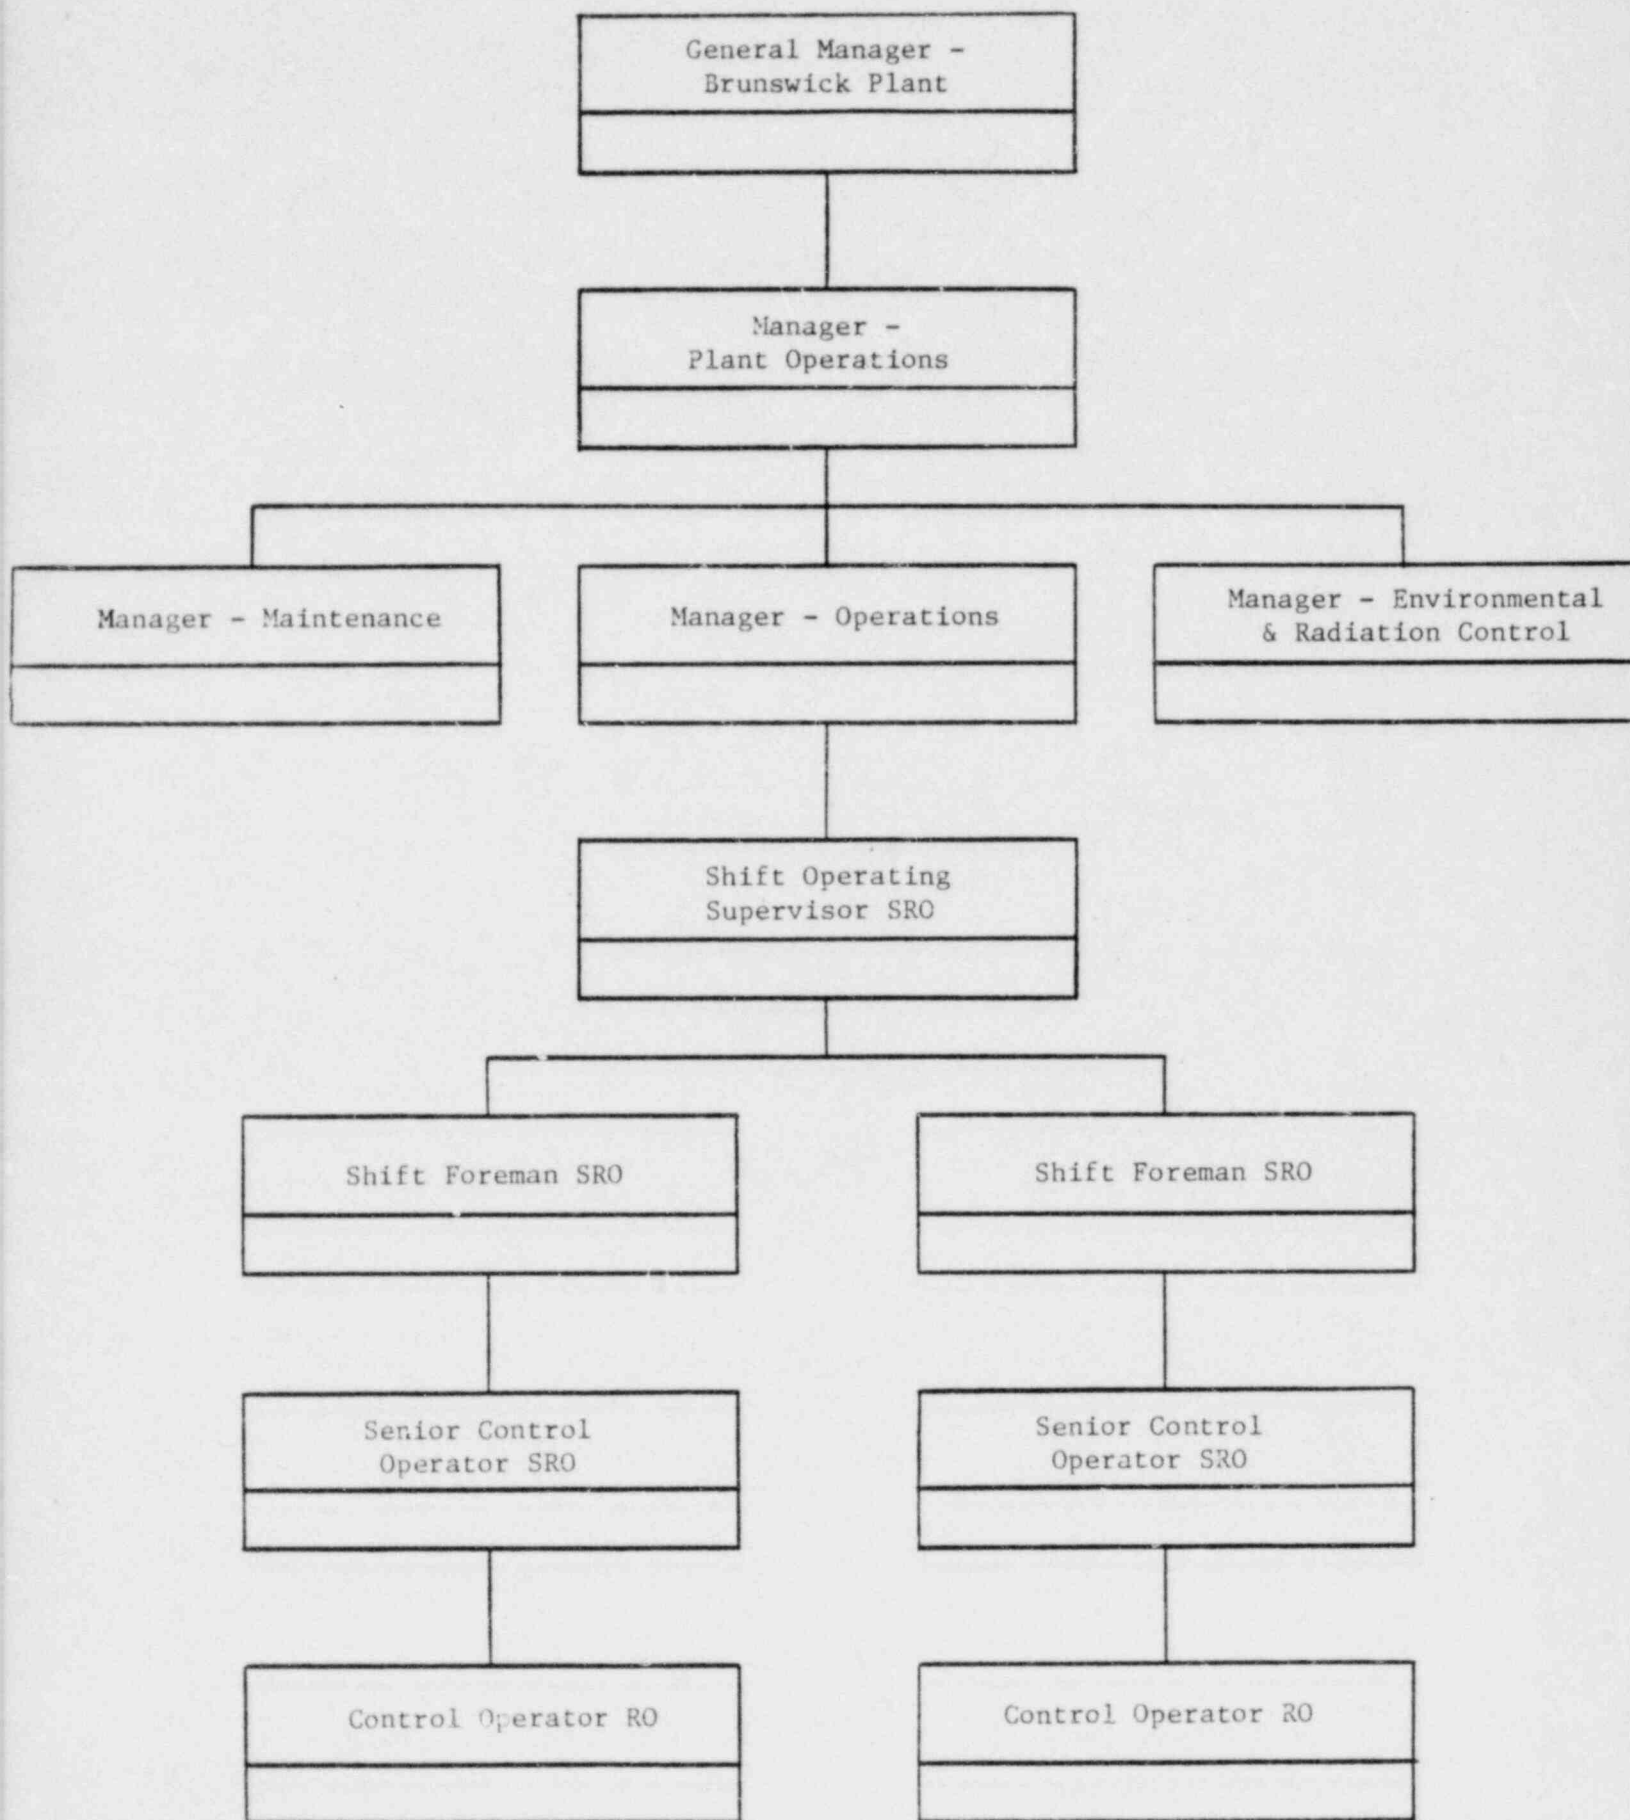 General Manager -
Brunswick Plant
Manager -
Plant Operations
Manager - Maintenance
Manager - Operations
Manager - Environmental
& Radiation Control
Shift Operating
Supervisor SRO
Shift Foreman SRO
Shift Foreman SRO
Senior Control
Operator SRO
Senior Control
Operator SRO
Control Operator RO
Control Operator RO